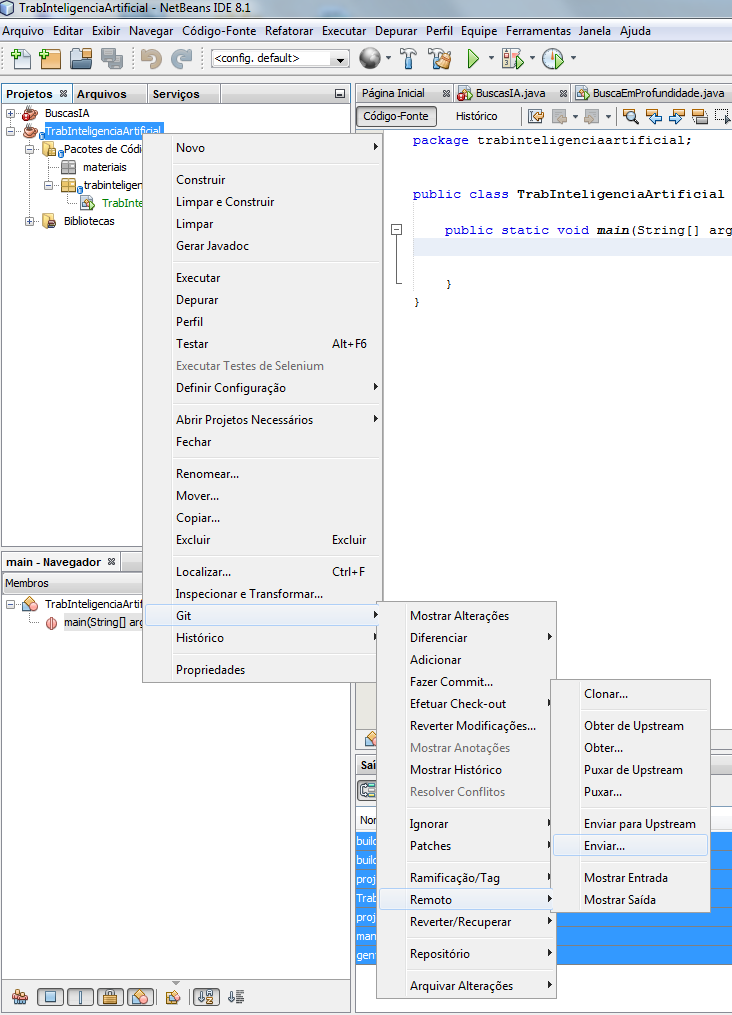 TrabInteligenciaArtificial - NetBeans IDE 8.1
Arquivo Editar Exibir Navegar Código-Fonte Refatorar Executar Depurar Perfil Equipe Ferramentas Janela Ajuda
<config. default>
Projetos Arquivos Serviços
BuscasIA
TrabInteligenciaArtificial
Pacotes de Códi
materiais
trabinteligen
TrabInte
Bibliotecas
Página Inicial BuscasIA.java BuscaEmProfundidade.java
Código-Fonte Histórico
package trabinteligenciaartificial;
public class TrabInteligenciaArtificial
public static void main(String[] arg
}
}
Novo
Construir
Limpar e Construir
Limpar
Gerar Javadoc
Executar
Depurar
Perfil
Testar Alt+F6
Executar Testes de Selenium
Definir Configuração
Abrir Projetos Necessários
Fechar
Renomear...
Mover...
Copiar...
Excluir Excluir
Localizar... Ctrl+F
Inspecionar e Transformar...
Git
Histórico
Propriedades
main - Navegador
Membros
TrabInteligenciaArtif
main(String[] arg
Mostrar Alterações
Diferenciar
Adicionar
Fazer Commit...
Efetuar Check-out
Reverter Modificações...
Mostrar Anotações
Mostrar Histórico
Resolver Conflitos
Ignorar
Patches
Ramificação/Tag
Remoto
Reverter/Recuperar
Repositório
Arquivar Alterações
Clonar...
Obter de Upstream
Obter...
Puxar de Upstream
Puxar...
Enviar para Upstream
Enviar...
Mostrar Entrada
Mostrar Saída
Saí
Nor
build
build
proj
Trab
proj
man
gen